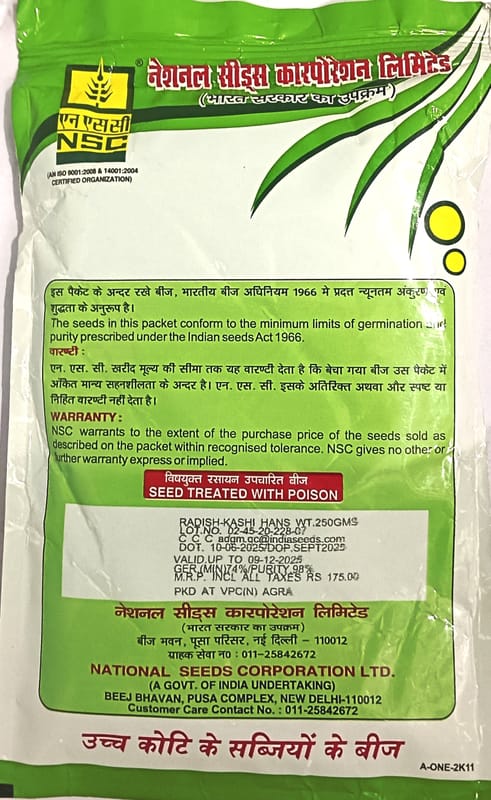 नेशनल सीड्स कारपोरेशन लिमिटेड
(भारत सरकार का उपक्रम)
एन एस सी
NSC
®
(AN ISO 9001:2008 & 14001:2004
CERTIFIED ORGANIZATION)
इस पैकेट के अन्दर रखे बीज, भारतीय बीज अधिनियम 1966 मे प्रदत्त न्यूनतम अंकुरण एवं
शुद्धता के अनुरूप है।
The seeds in this packet conform to the minimum limits of germination and
purity prescribed under the Indian seeds Act 1966.
वारण्टी :
एन. एस. सी. खरीद मूल्य की सीमा तक यह वारण्टी देता है कि बेचा गया बीज उस पैकेट में
आँकित मान्य सहनशीलता के अन्दर है। एन. एस. सी. इसके अतिरिक्त अथवा और स्पष्ट या
निहित वारण्टी नहीं देता है।
WARRANTY :
NSC warrants to the extent of the purchase price of the seeds sold as
described on the packet within recognised tolerance. NSC gives no other or
further warranty express or implied.
विषयुक्त रसायन उपचारित बीज
SEED TREATED WITH POISON
RADISH-KASHI HANS WT.250GMS
LOT.NO. 02-45-20-228-07
C C C adgm.qc@indiaseeds.com
DOT. 10-06-2025/DOP.SEPT2025
VALID.UP TO 09-12-2025
GER.(MIN)74%/PURITY.98%
M.R.P. INCL ALL TAXES RS 175.00
PKD AT VPC(N) AGRA
नेशनल सीड्स कारपोरेशन लिमिटेड
(भारत सरकार का उपक्रम)
बीज भवन, पूसा परिसर, नई दिल्ली - 110012
ग्राहक सेवा न0 : 011-25842672
NATIONAL SEEDS CORPORATION LTD.
(A GOVT. OF INDIA UNDERTAKING)
BEEJ BHAVAN, PUSA COMPLEX, NEW DELHI-110012
Customer Care Contact No. : 011-25842672
उच्च कोटि के सब्जियों के बीज
A-ONE-2K11